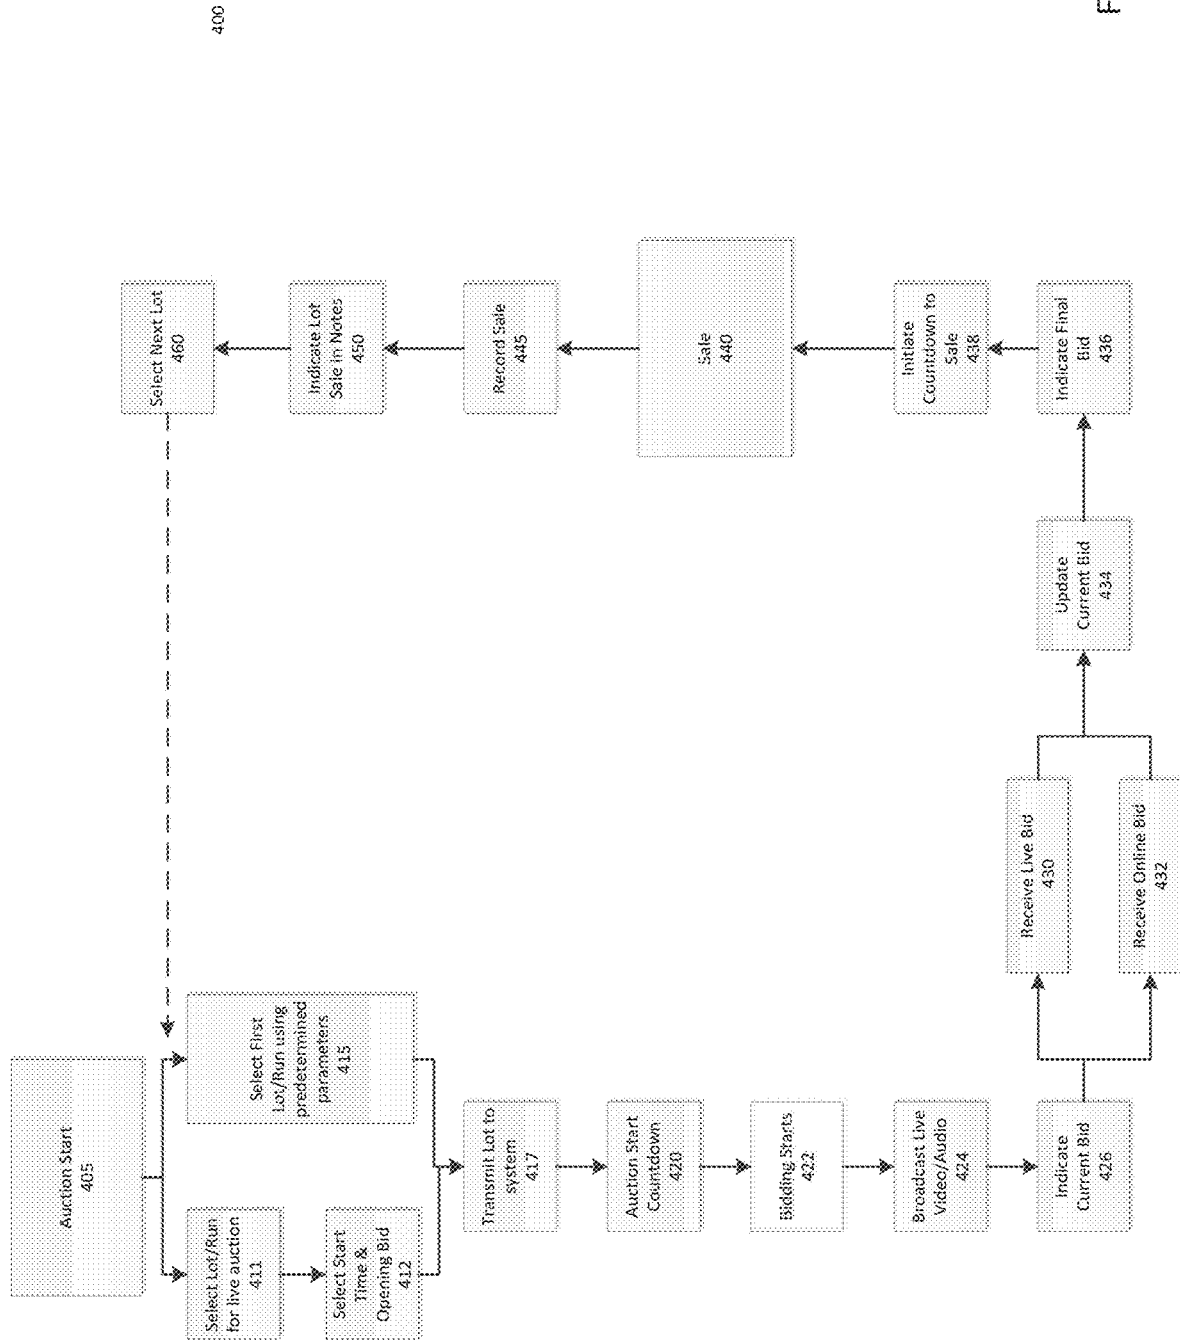 400
Auction Start
405
Select Lot/Run
for live auction
411
Select Start
Time &
Opening Bid
412
Select First
Lot/Run using
predetermined
parameters
415
Transmit Lot to
system
417
Auction Start
Countdown
420
Bidding Starts
422
Broadcast Live
Video/Audio
424
Indicate
Current Bid
426
Receive Live Bid
430
Receive Online Bid
432
Update
Current Bid
434
Indicate Final
Bid
436
Initiate
Countdown to
Sale
438
Sale
440
Record Sale
445
Indicate Lot
Sale in Notes
450
Select Next Lot
460